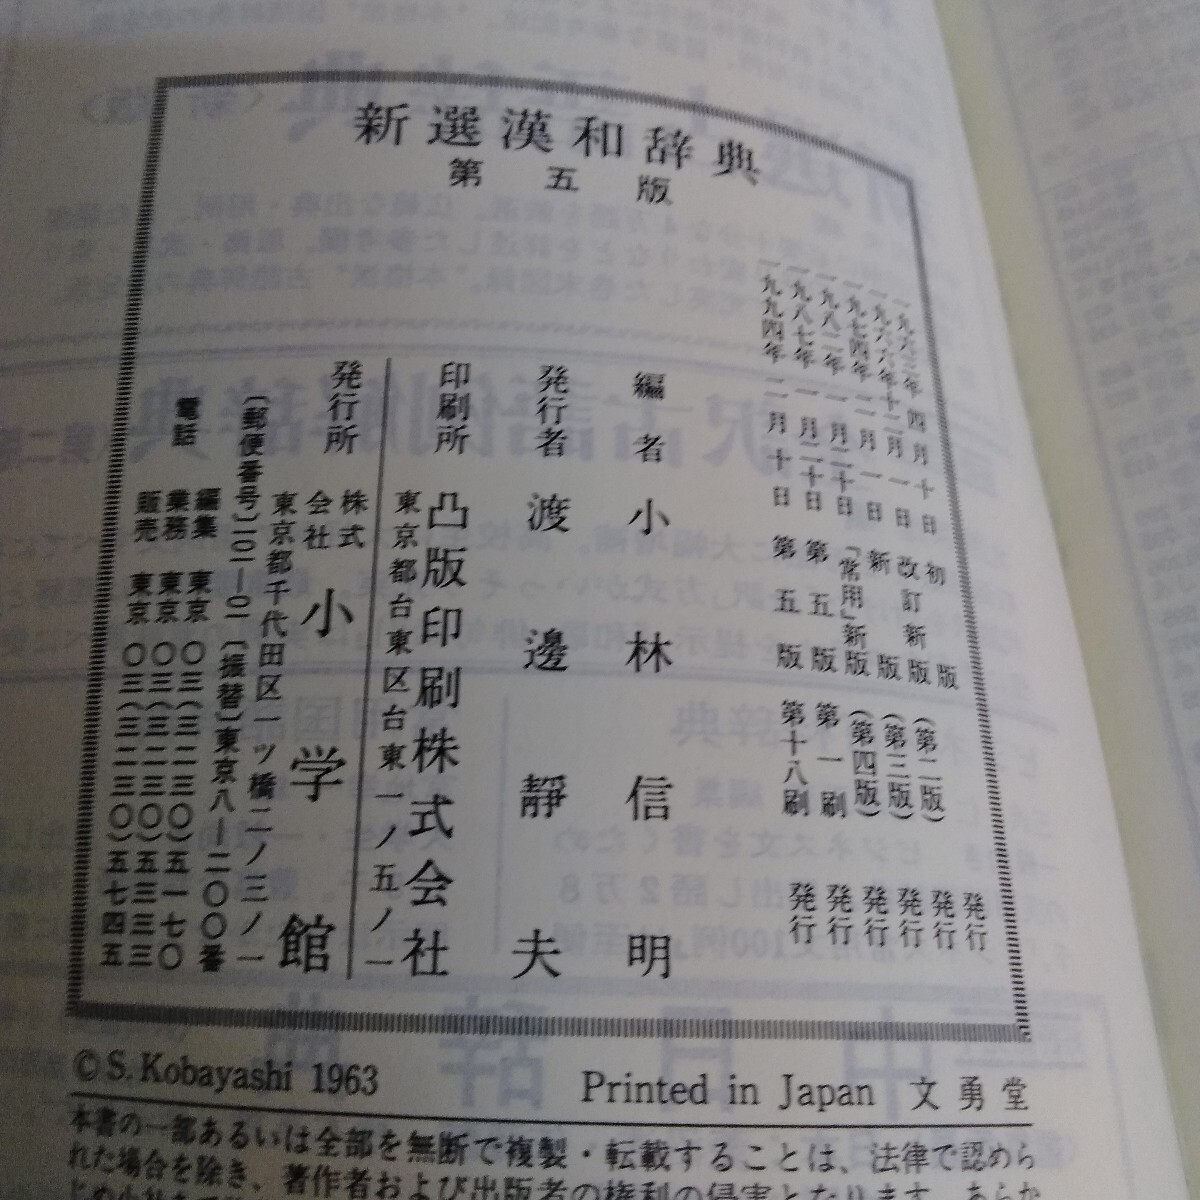 新選漢和辞典
第五版
一九六三年 四月 十日 初版 発行
一九六六年十二月 一日 改訂新版(第二版) 発行
一九七四年 二月 一日 新版(第三版) 発行
一九八二年 一月二十日 「常用」新版(第四版) 発行
一九八七年 一月二十日 第五版 第一刷 発行
一九九四年 二月 十日 第五版 第十八刷 発行
編者 小林信明
発行者 渡邊靜夫
印刷所 凸版印刷株式会社
東京都台東区台東一ノ五ノ一
発行所 株式会社 小学館
東京都千代田区一ツ橋二ノ三ノ一
〔郵便番号〕一〇一―〇一〔振替〕東京八―二〇〇番
電話 編集 東京 〇三(三二三〇)五一七〇
業務 東京 〇三(三二三〇)五三三三
販売 東京 〇三(三二三〇)五七四五
© S. Kobayashi 1963 Printed in Japan 文勇堂
本書の一部あるいは全部を無断で複製・転載することは、法律で認めら
れた場合を除き、著作者および出版者の権利の侵害となります。あらか
じめ小社